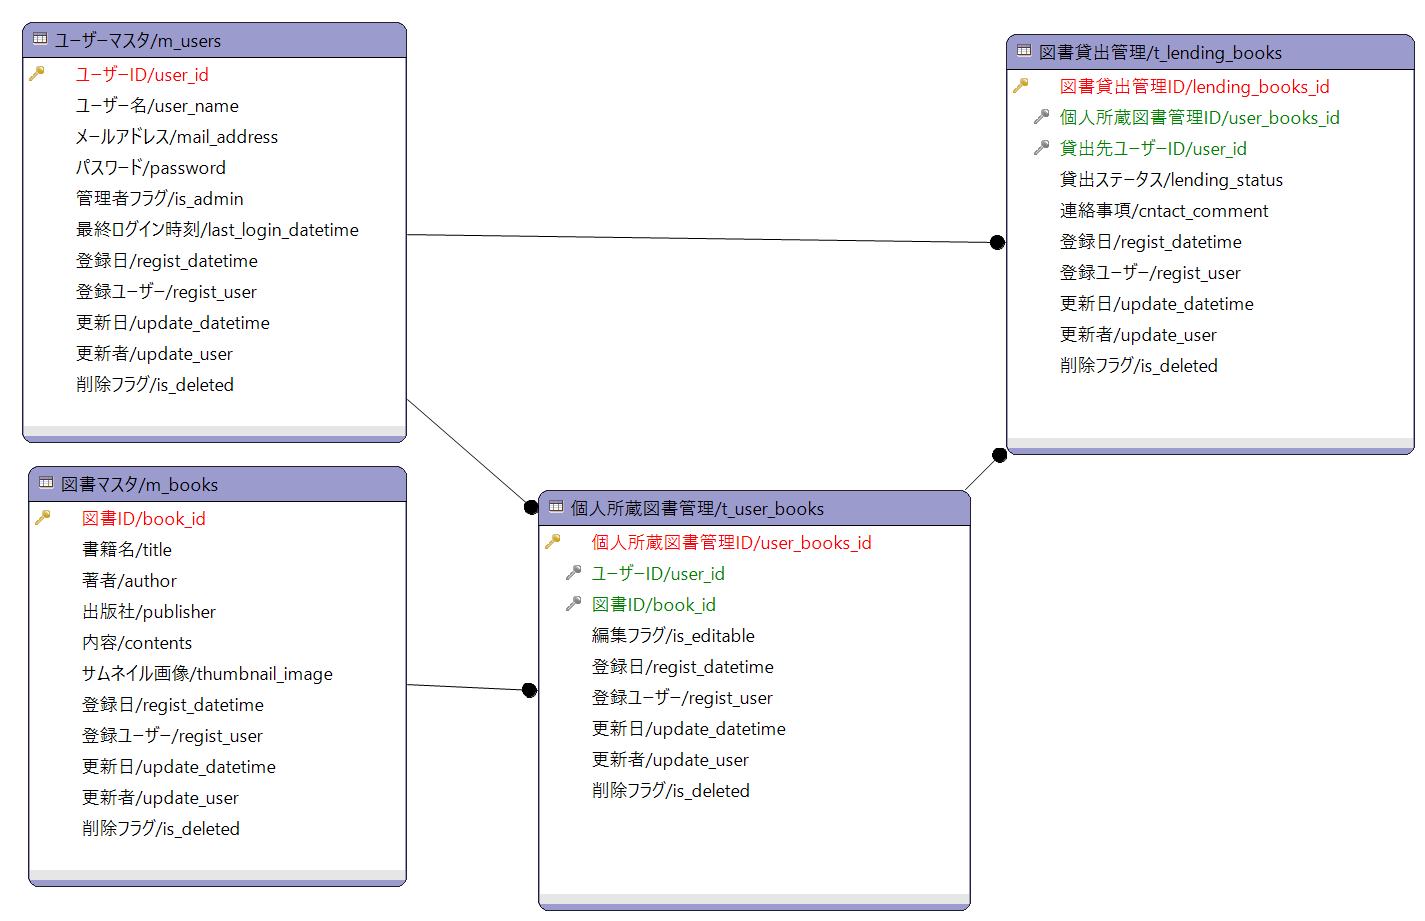 ユーザーマスタ/m_users
ユーザーID/user_id
ユーザー名/user_name
メールアドレス/mail_address
パスワード/password
管理者フラグ/is_admin
最終ログイン時刻/last_login_datetime
登録日/regist_datetime
登録ユーザー/regist_user
更新日/update_datetime
更新者/update_user
削除フラグ/is_deleted
図書貸出管理/t_lending_books
図書貸出管理ID/lending_books_id
個人所蔵図書管理ID/user_books_id
貸出先ユーザーID/user_id
貸出ステータス/lending_status
連絡事項/cntact_comment
登録日/regist_datetime
登録ユーザー/regist_user
更新日/update_datetime
更新者/update_user
削除フラグ/is_deleted
図書マスタ/m_books
図書ID/book_id
書籍名/title
著者/author
出版社/publisher
内容/contents
サムネイル画像/thumbnail_image
登録日/regist_datetime
登録ユーザー/regist_user
更新日/update_datetime
更新者/update_user
削除フラグ/is_deleted
個人所蔵図書管理/t_user_books
個人所蔵図書管理ID/user_books_id
ユーザーID/user_id
図書ID/book_id
編集フラグ/is_editable
登録日/regist_datetime
登録ユーザー/regist_user
更新日/update_datetime
更新者/update_user
削除フラグ/is_deleted